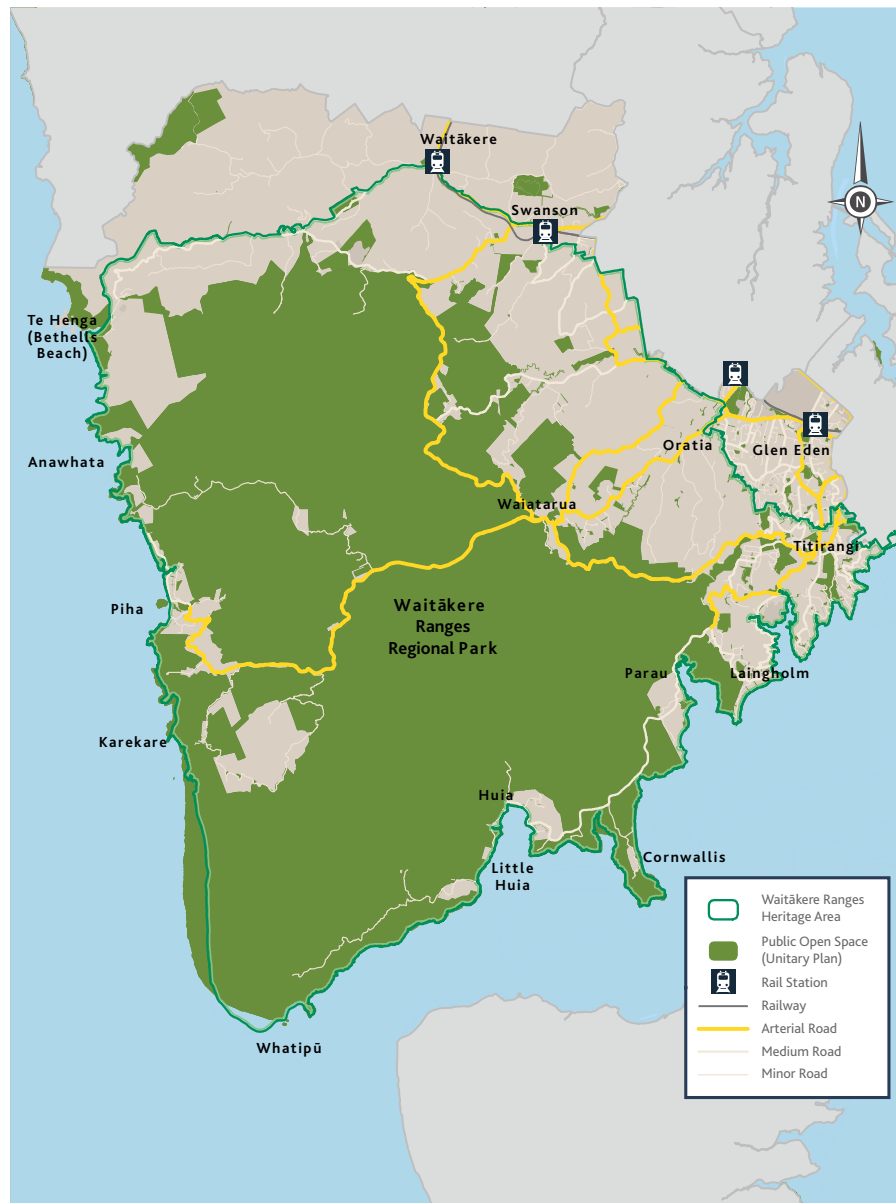 Waitākere
Swanson
N
Te Henga
(Bethells
Beach)
Oratia
Glen Eden
Anawhata
Waiatarua
Titirangi
Piha
Waitākere
Ranges
Regional Park
Parau
Laingholm
Karekare
Huia
Little
Huia
Cornwallis
Whatipū
Waitākere Ranges
Heritage Area
Public Open Space
(Unitary Plan)
Rail Station
Railway
Arterial Road
Medium Road
Minor Road